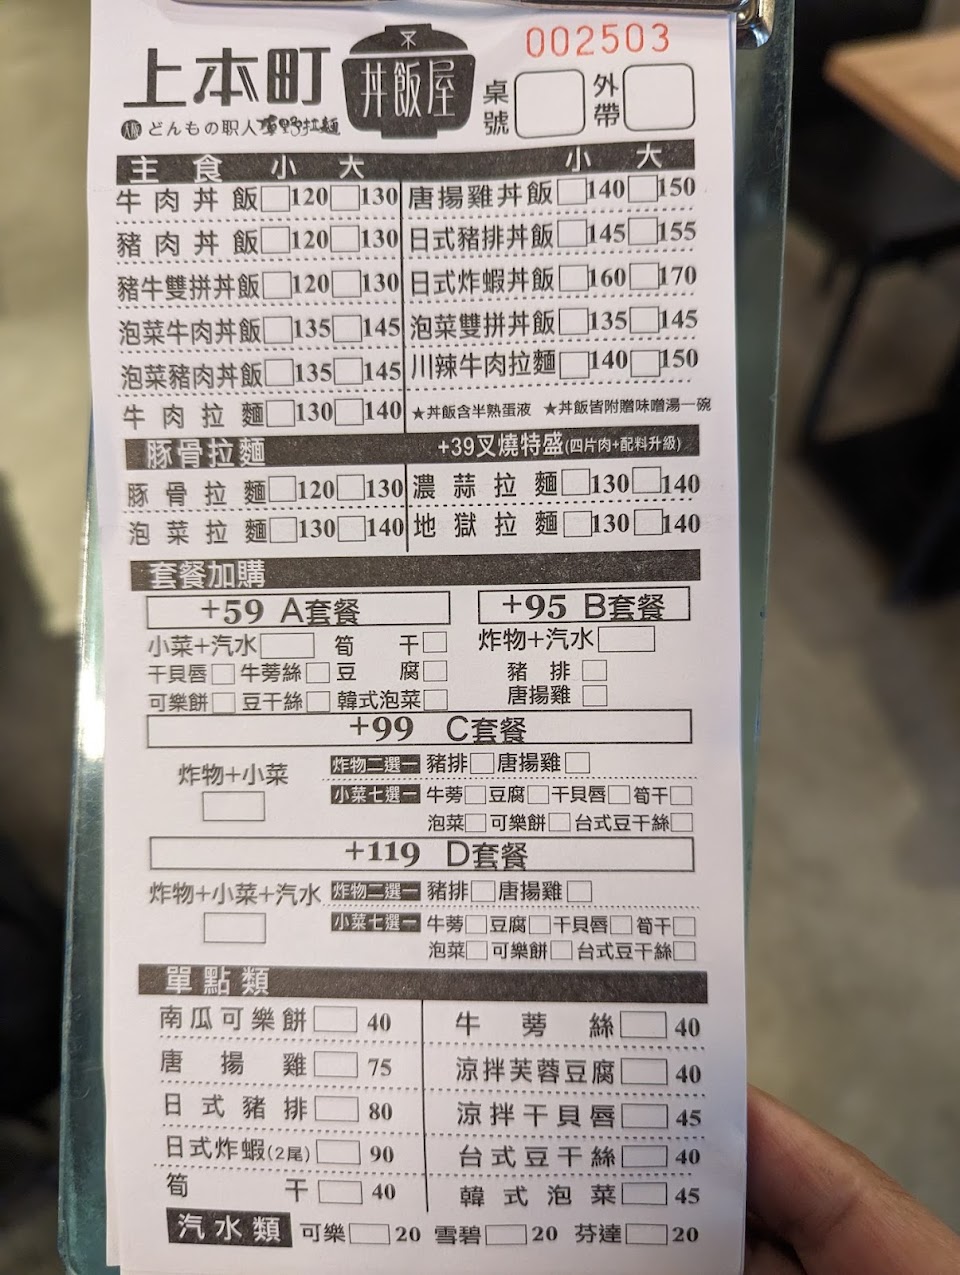 002503
上本町 丼飯屋 桌號 外帶
どんもの职人
主食 小 大 小 大
牛肉丼飯 120 130 唐揚雞丼飯 140 150
豬肉丼飯 120 130 日式豬排丼飯 145 155
豬牛雙拼丼飯 120 130 日式炸蝦丼飯 160 170
泡菜牛肉丼飯 135 145 泡菜雙拼丼飯 135 145
泡菜豬肉丼飯 135 145 川辣牛肉拉麵 140 150
牛肉拉麵 130 140 ★丼飯含半熟蛋液 ★丼飯皆附贈味噌湯一碗
豚骨拉麵 +39叉燒特盛(四片肉+配料升級)
豚骨拉麵 120 130 濃蒜拉麵 130 140
泡菜拉麵 130 140 地獄拉麵 130 140
套餐加購
+59 A套餐 +95 B套餐
小菜+汽水 筍干 炸物+汽水
干貝唇 牛蒡絲 豆腐 豬排
可樂餅 豆干絲 韓式泡菜 唐揚雞
+99 C套餐
炸物+小菜 炸物二選一 豬排 唐揚雞
小菜七選一 牛蒡 豆腐 干貝唇 筍干
泡菜 可樂餅 台式豆干絲
+119 D套餐
炸物+小菜+汽水 炸物二選一 豬排 唐揚雞
小菜七選一 牛蒡 豆腐 干貝唇 筍干
泡菜 可樂餅 台式豆干絲
單點類
南瓜可樂餅 40 牛蒡絲 40
唐揚雞 75 涼拌芙蓉豆腐 40
日式豬排 80 涼拌干貝唇 45
日式炸蝦(2尾) 90 台式豆干絲 40
筍干 40 韓式泡菜 45
汽水類 可樂 20 雪碧 20 芬達 20